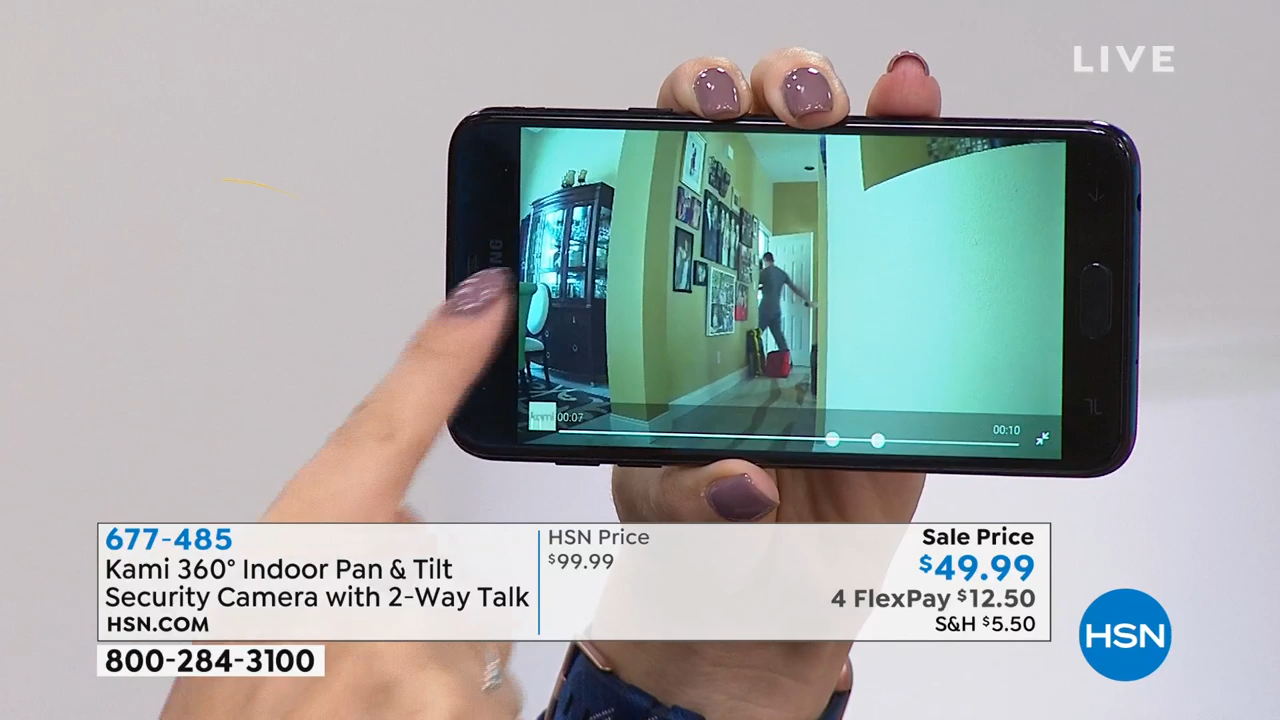 LIVE
kami
00:07
00:10
677-485
Kami 360° Indoor Pan & Tilt
Security Camera with 2-Way Talk
HSN.COM
HSN Price
$99.99
Sale Price
$49.99
4 FlexPay $12.50
S&H $5.50
800-284-3100
HSN